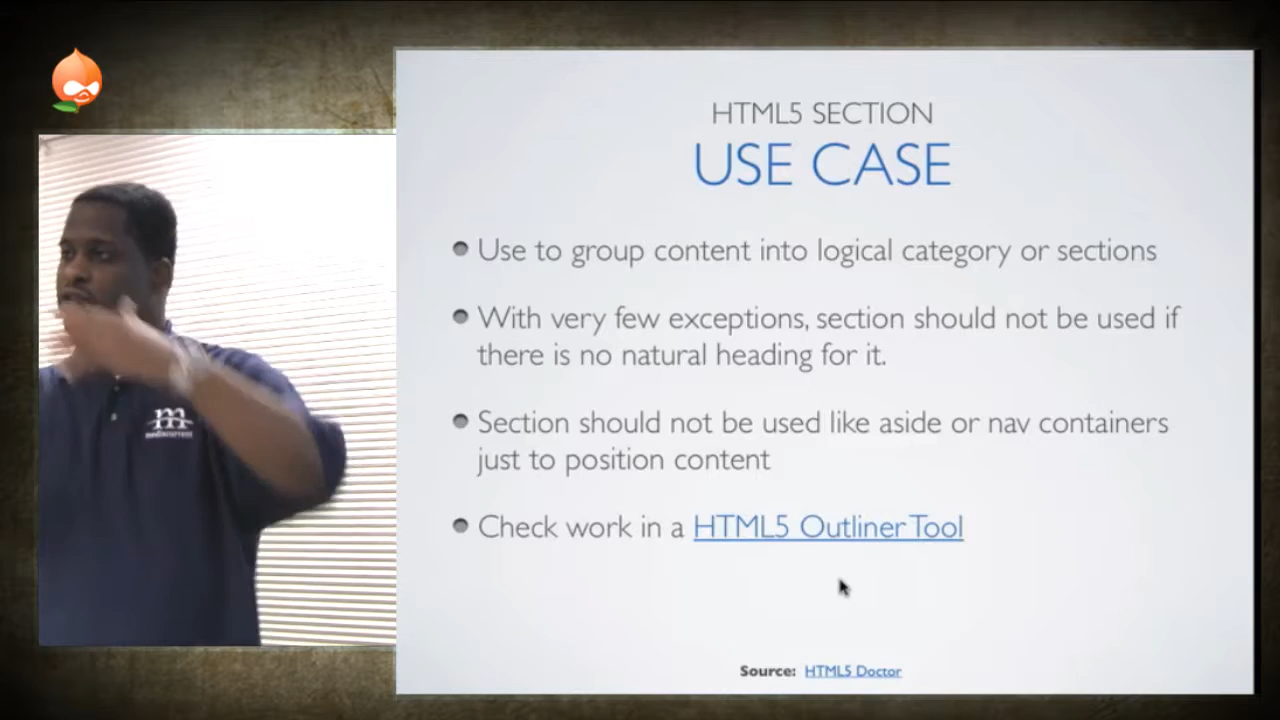 HTML5 SECTION
USE CASE
Use to group content into logical category or sections
With very few exceptions, section should not be used if
there is no natural heading for it.
Section should not be used like aside or nav containers
just to position content
Check work in a HTML5 Outliner Tool
Source: HTML5 Doctor
m
mediacurrent